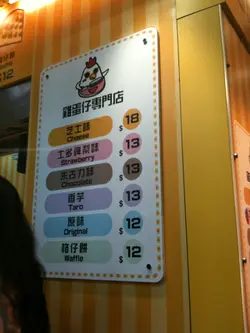 雞蛋仔專門店
芝士味
Cheese
$18
士多啤梨味
Strawberry
$13
朱古力味
Chocolate
$13
香芋
Taro
$13
原味
Original
$12
格仔餅
Waffle
$12
$12